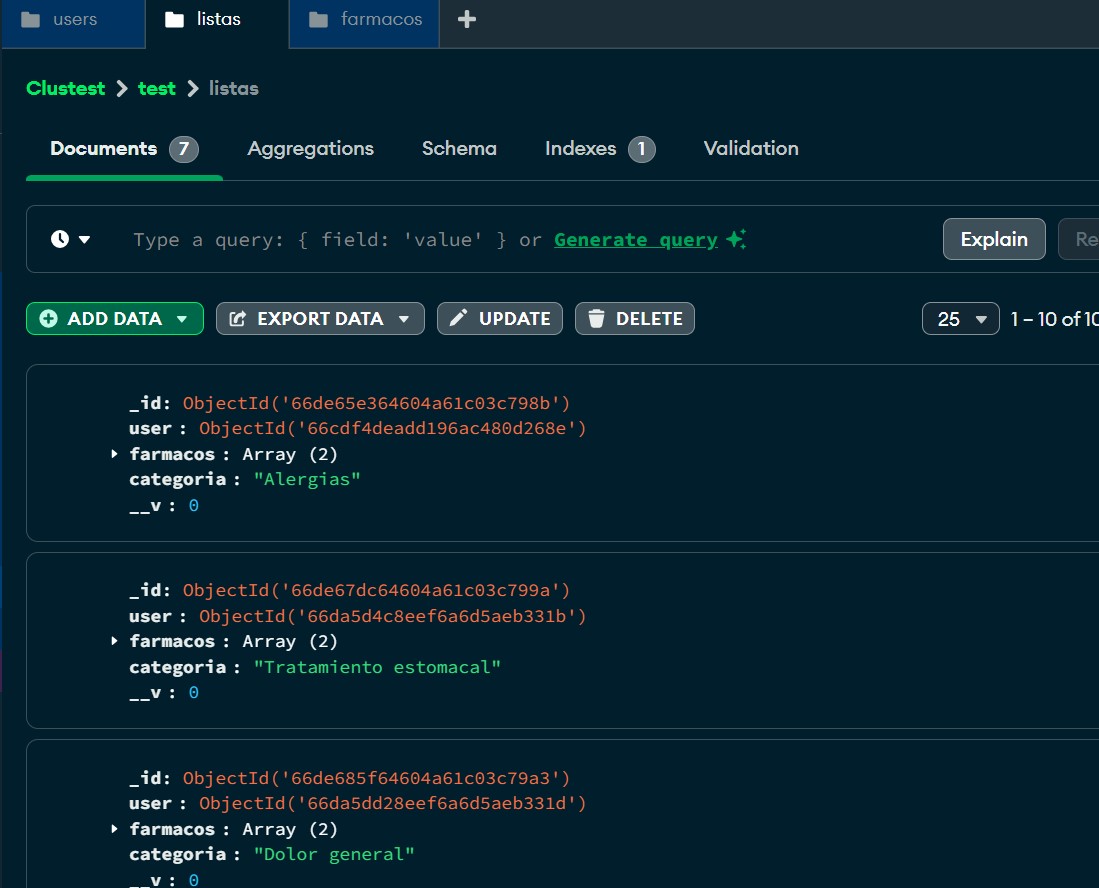 users listas farmacos
Clustest test listas
Documents 7 Aggregations Schema Indexes 1 Validation
Type a query: { field: 'value' } or Generate query Explain Re
ADD DATA EXPORT DATA UPDATE DELETE 25 1 – 10 of 10
_id: ObjectId('66de65e364604a61c03c798b')
user : ObjectId('66cdf4deadd196ac480d268e')
farmacos : Array (2)
categoria : "Alergias"
__v : 0
_id: ObjectId('66de67dc64604a61c03c799a')
user : ObjectId('66da5d4c8eef6a6d5aeb331b')
farmacos : Array (2)
categoria : "Tratamiento estomacal"
__v : 0
_id: ObjectId('66de685f64604a61c03c79a3')
user : ObjectId('66da5dd28eef6a6d5aeb331d')
farmacos : Array (2)
categoria : "Dolor general"
__v : 0